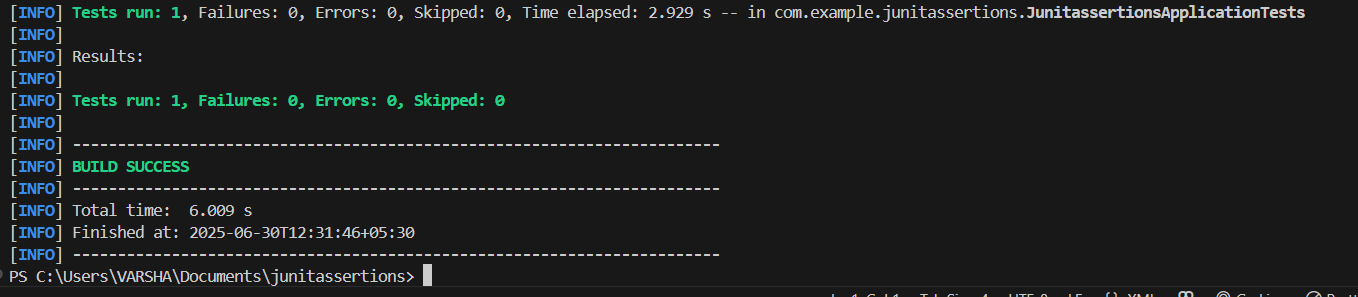 [INFO] Tests run: 1, Failures: 0, Errors: 0, Skipped: 0, Time elapsed: 2.929 s -- in com.example.junitassertions.JunitassertionsApplicationTests
[INFO]
[INFO] Results:
[INFO]
[INFO] Tests run: 1, Failures: 0, Errors: 0, Skipped: 0
[INFO]
[INFO] ------------------------------------------------------------------------
[INFO] BUILD SUCCESS
[INFO] ------------------------------------------------------------------------
[INFO] Total time:  6.009 s
[INFO] Finished at: 2025-06-30T12:31:46+05:30
[INFO] ------------------------------------------------------------------------
PS C:\Users\VARSHA\Documents\junitassertions>